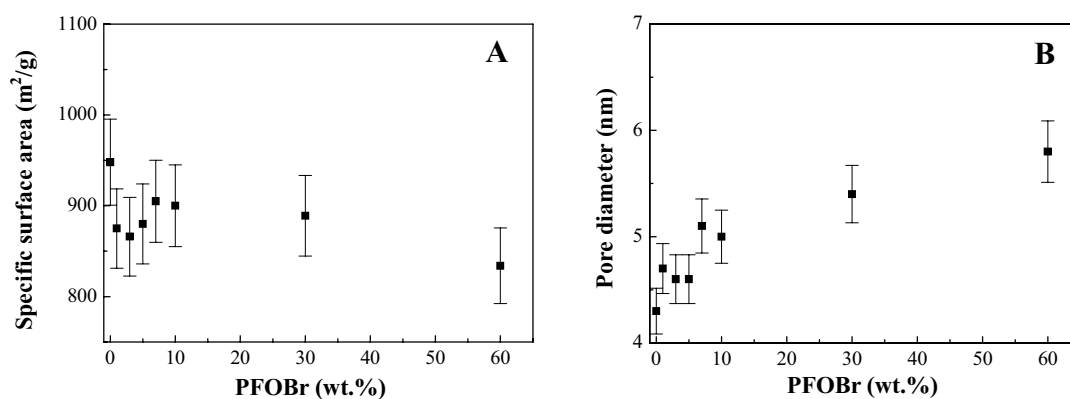 A
Specific surface area (m²/g)
1100
1000
900
800
0 10 20 30 40 50 60
PFOBr (wt.%)
B
Pore diameter (nm)
7
6
5
4
0 10 20 30 40 50 60
PFOBr (wt.%)